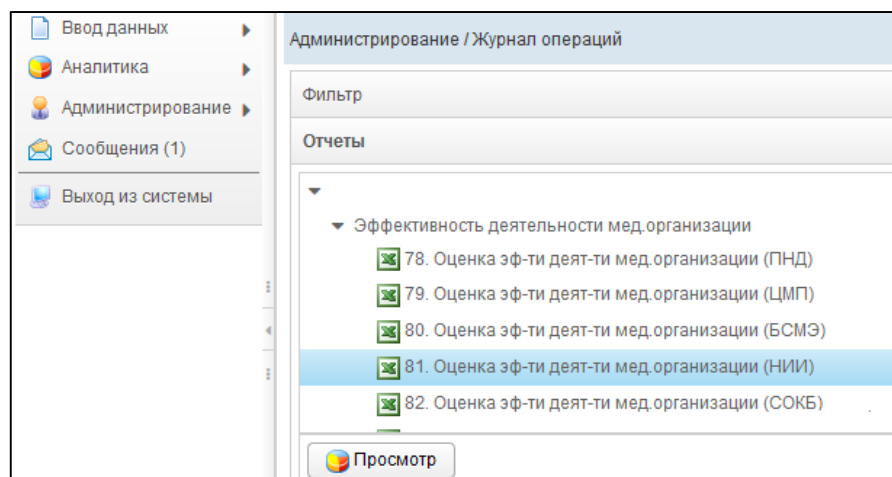 Ввод данных
Аналитика
Администрирование
Сообщения (1)
Выход из системы
Администрирование / Журнал операций
Фильтр
Отчеты
Эффективность деятельности мед.организации
78. Оценка эф-ти деят-ти мед.организации (ПНД)
79. Оценка эф-ти деят-ти мед.организации (ЦМП)
80. Оценка эф-ти деят-ти мед.организации (БСМЭ)
81. Оценка эф-ти деят-ти мед.организации (НИИ)
82. Оценка эф-ти деят-ти мед.организации (СОКБ)
Просмотр